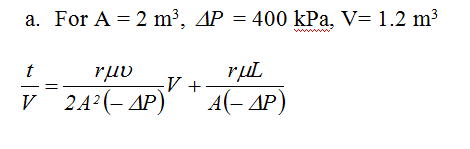 a. For A = 2 m³, ΔP = 400 kPa, V= 1.2 m³
t/V = rμυ/2A²(− ΔP) V + rμL/A(− ΔP)